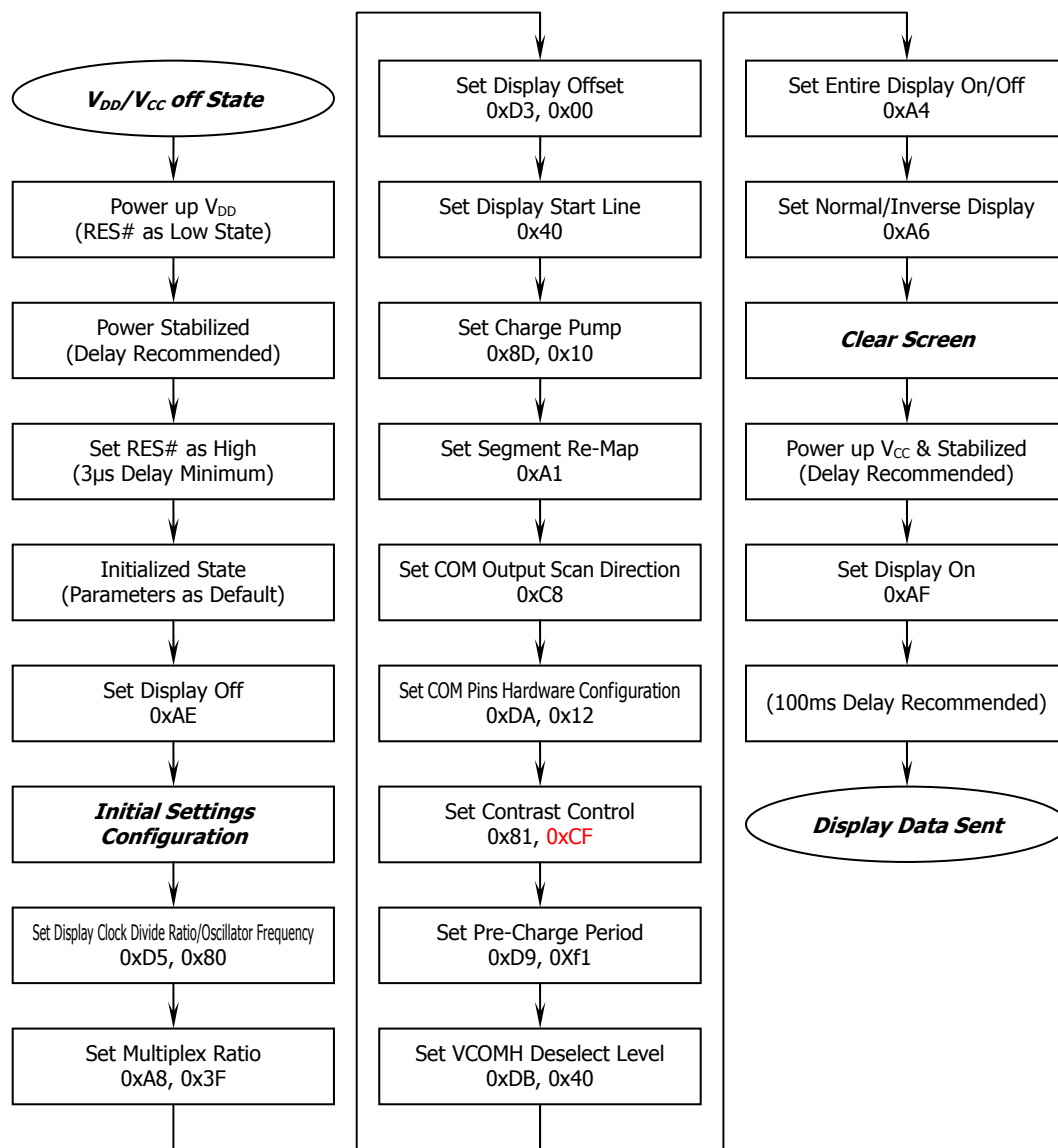 V_DD/V_CC off State
Power up V_DD
(RES# as Low State)
Power Stabilized
(Delay Recommended)
Set RES# as High
(3µs Delay Minimum)
Initialized State
(Parameters as Default)
Set Display Off
0xAE
Initial Settings
Configuration
Set Display Clock Divide Ratio/Oscillator Frequency
0xD5, 0x80
Set Multiplex Ratio
0xA8, 0x3F
Set Display Offset
0xD3, 0x00
Set Display Start Line
0x40
Set Charge Pump
0x8D, 0x10
Set Segment Re-Map
0xA1
Set COM Output Scan Direction
0xC8
Set COM Pins Hardware Configuration
0xDA, 0x12
Set Contrast Control
0x81, 0xCF
Set Pre-Charge Period
0xD9, 0Xf1
Set VCOMH Deselect Level
0xDB, 0x40
Set Entire Display On/Off
0xA4
Set Normal/Inverse Display
0xA6
Clear Screen
Power up V_CC & Stabilized
(Delay Recommended)
Set Display On
0xAF
(100ms Delay Recommended)
Display Data Sent